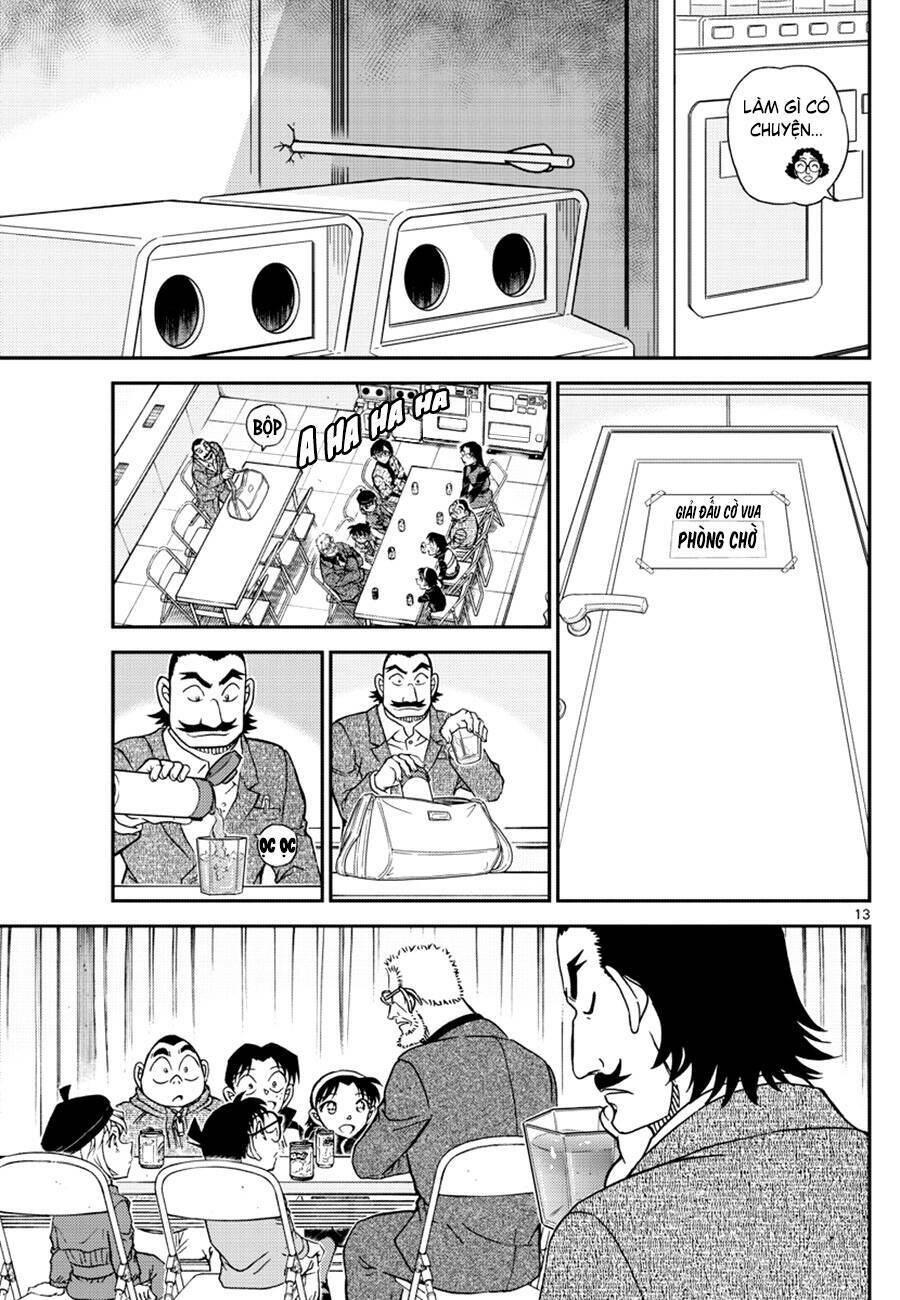 LÀM GÌ CÓ
CHUYỆN...
GIẢI ĐẤU CỜ VUA
PHÒNG CHỜ
BỘP
A HA HA HA
ỌC ỌC
13